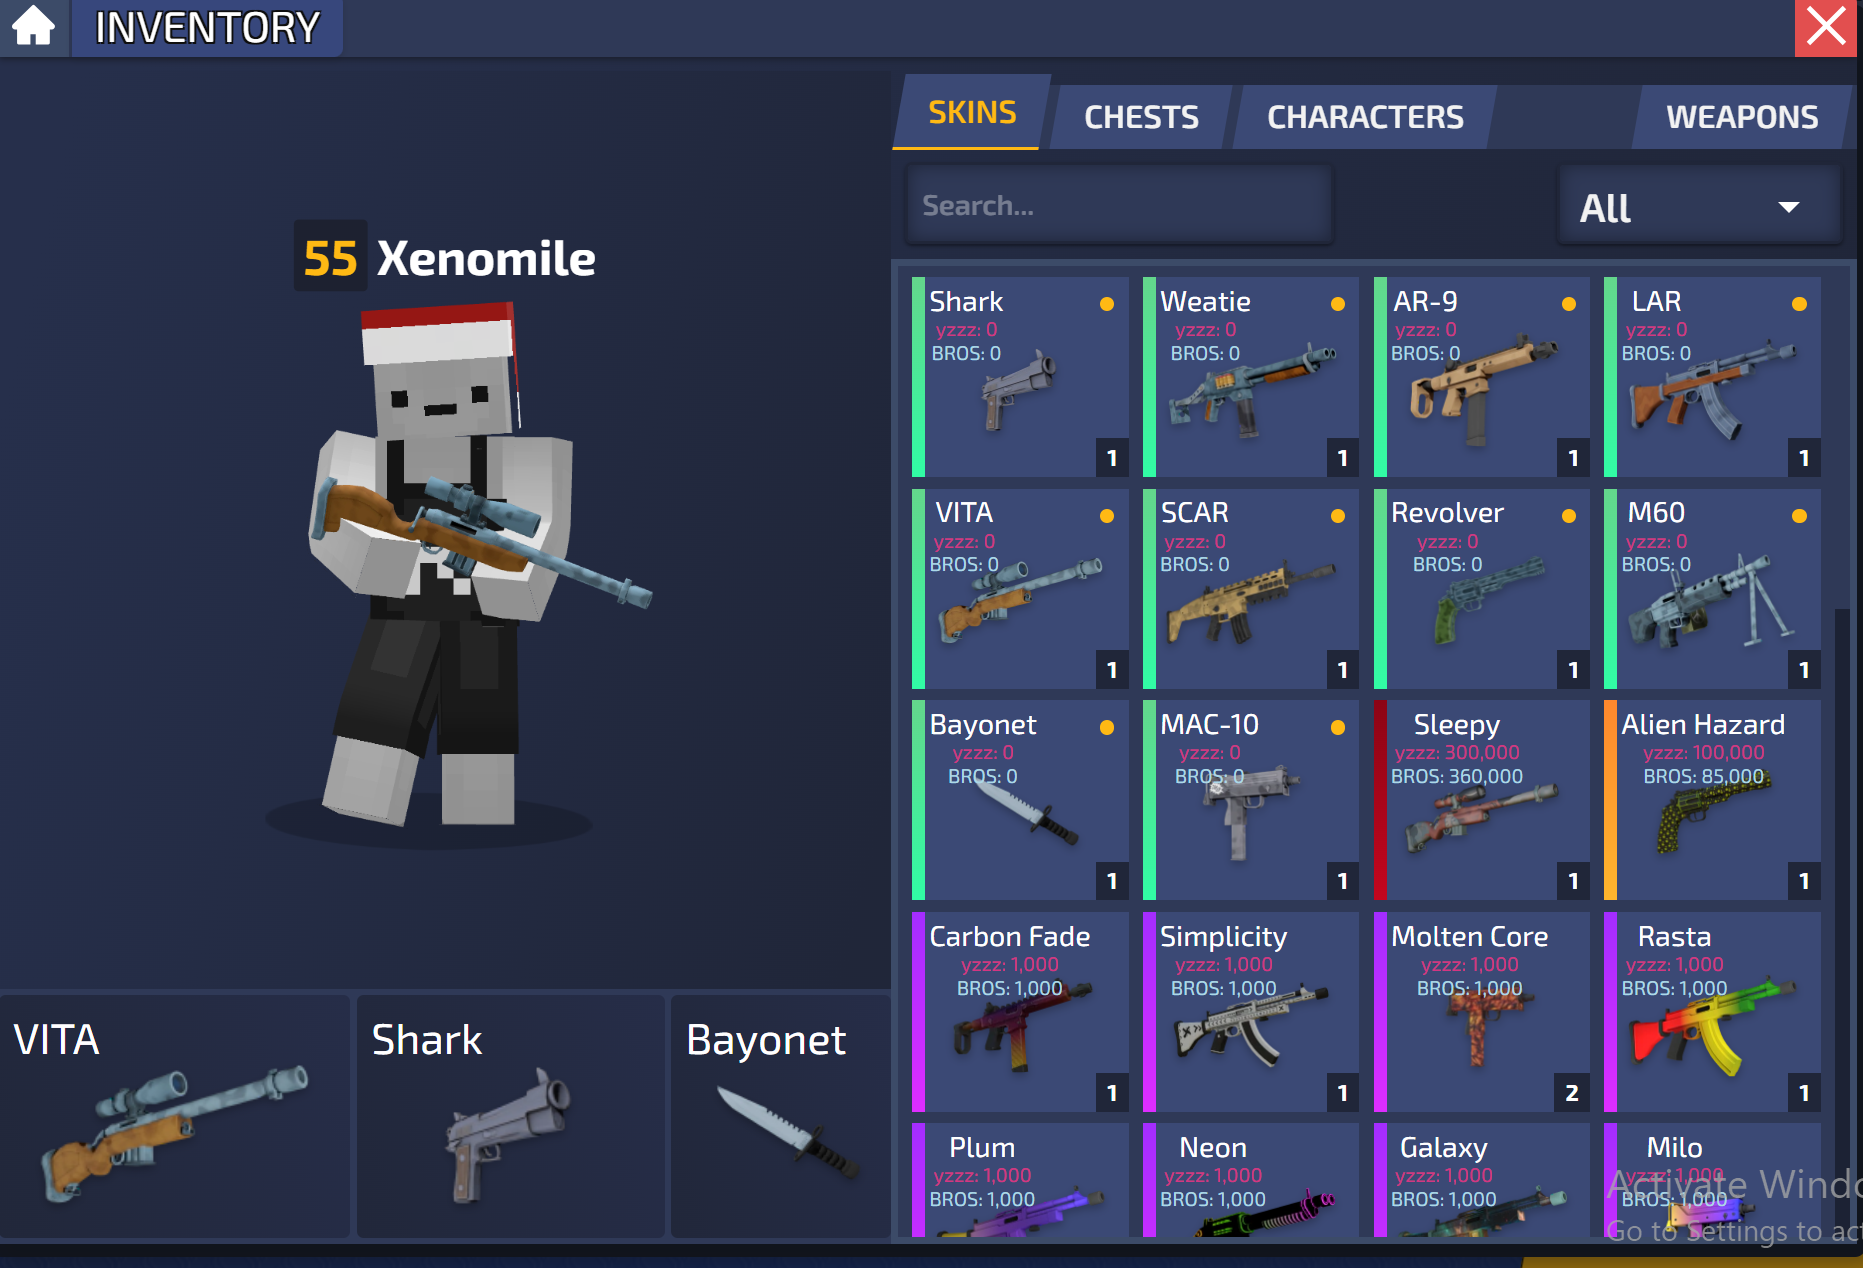 INVENTORY
SKINS
CHESTS
CHARACTERS
WEAPONS
Search...
All
55 Xenomile
Shark
yzzz: 0
BROS: 0
1
Weatie
yzzz: 0
BROS: 0
1
AR-9
yzzz: 0
BROS: 0
1
LAR
yzzz: 0
BROS: 0
1
VITA
yzzz: 0
BROS: 0
1
SCAR
yzzz: 0
BROS: 0
1
Revolver
yzzz: 0
BROS: 0
1
M60
yzzz: 0
BROS: 0
1
Bayonet
yzzz: 0
BROS: 0
1
MAC-10
yzzz: 0
BROS: 0
1
Sleepy
yzzz: 300,000
BROS: 360,000
1
Alien Hazard
yzzz: 100,000
BROS: 85,000
1
Carbon Fade
yzzz: 1,000
BROS: 1,000
1
Simplicity
yzzz: 1,000
BROS: 1,000
1
Molten Core
yzzz: 1,000
BROS: 1,000
2
Rasta
yzzz: 1,000
BROS: 1,000
1
Plum
yzzz: 1,000
BROS: 1,000
Neon
yzzz: 1,000
BROS: 1,000
Galaxy
yzzz: 1,000
BROS: 1,000
Milo
yzzz: 1,000
BROS: 1,000
VITA
Shark
Bayonet
Activate Windo
Go to Settings to act